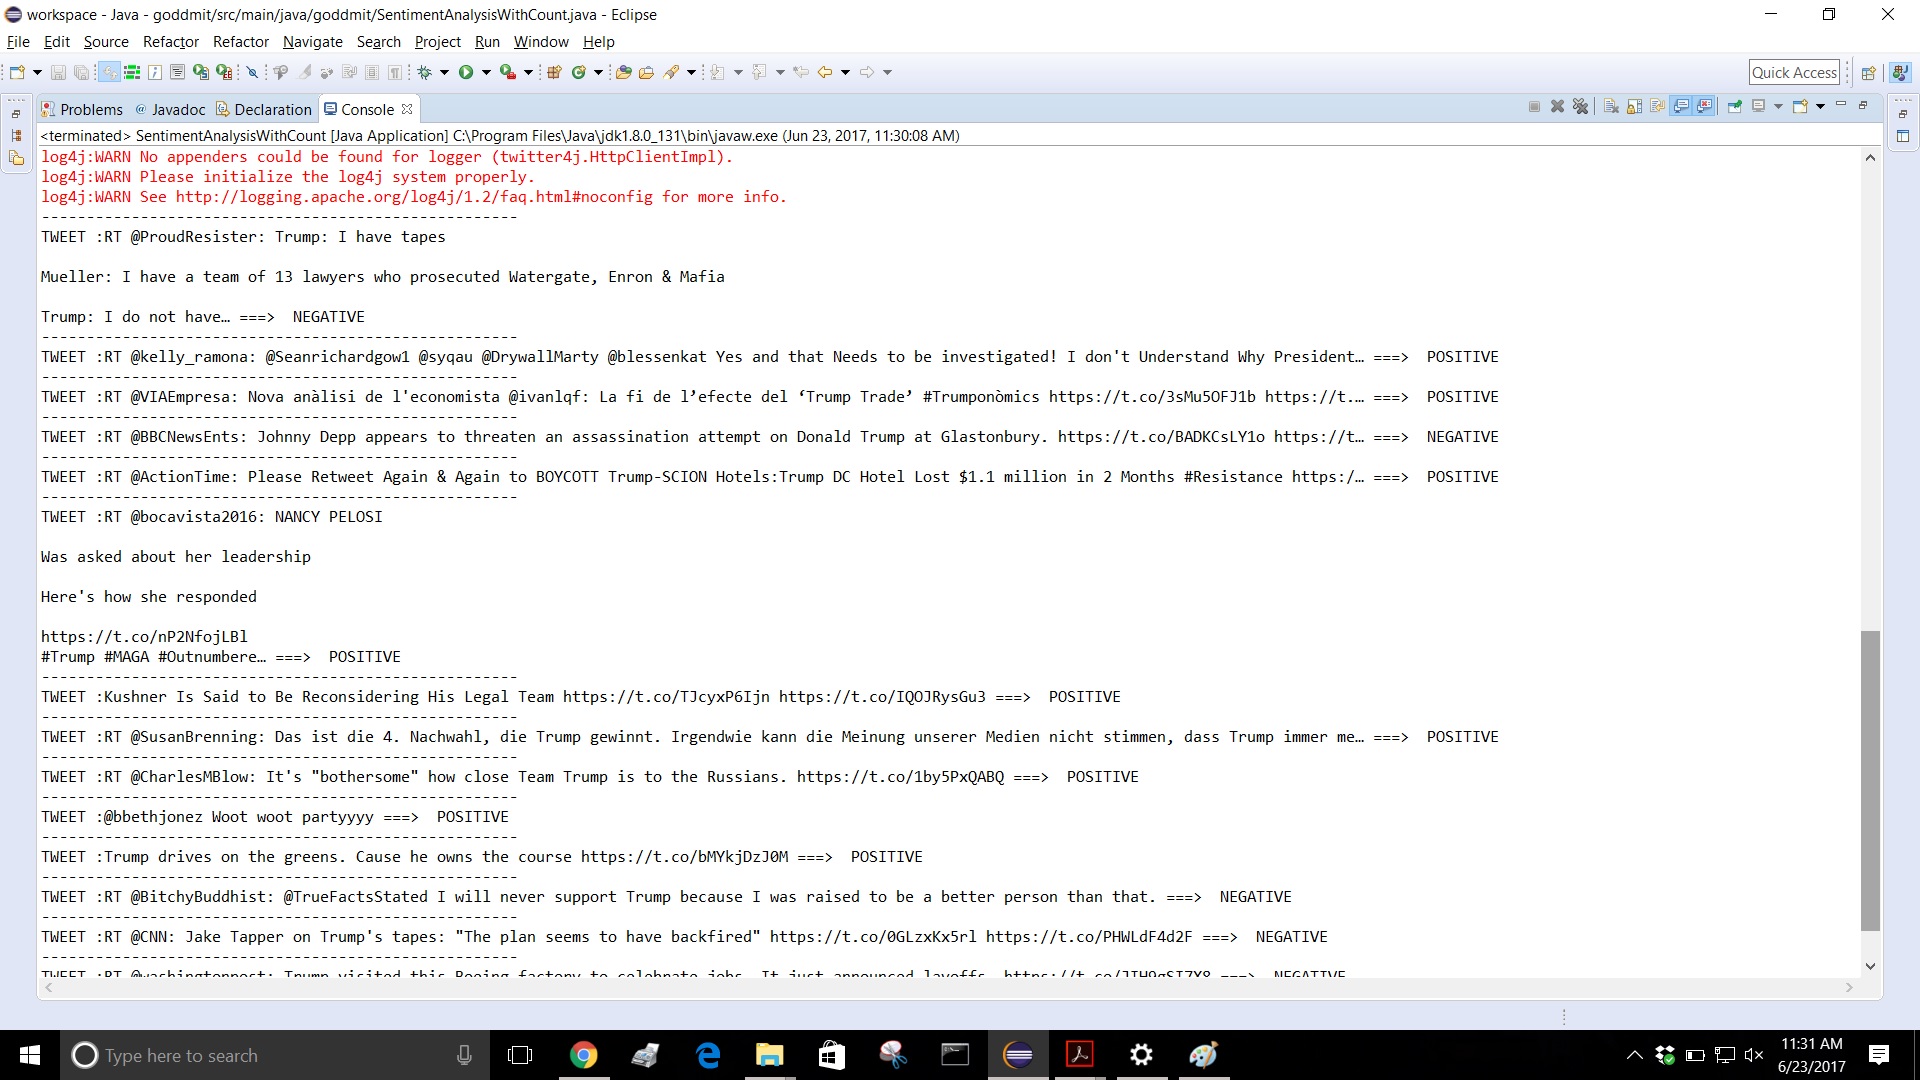 workspace - Java - goddmit/src/main/java/goddmit/SentimentAnalysisWithCount.java - Eclipse
File Edit Source Refactor Refactor Navigate Search Project Run Window Help
Quick Access
Problems @ Javadoc Declaration Console
<terminated> SentimentAnalysisWithCount [Java Application] C:\Program Files\Java\jdk1.8.0_131\bin\javaw.exe (Jun 23, 2017, 11:30:08 AM)
log4j:WARN No appenders could be found for logger (twitter4j.HttpClientImpl).
log4j:WARN Please initialize the log4j system properly.
log4j:WARN See http://logging.apache.org/log4j/1.2/faq.html#noconfig for more info.
-----------------------------------------------------
TWEET :RT @ProudResister: Trump: I have tapes
Mueller: I have a team of 13 lawyers who prosecuted Watergate, Enron & Mafia
Trump: I do not have… ===> NEGATIVE
-----------------------------------------------------
TWEET :RT @kelly_ramona: @Seanrichardgow1 @syqau @DrywallMarty @blessenkat Yes and that Needs to be investigated! I don't Understand Why President… ===> POSITIVE
-----------------------------------------------------
TWEET :RT @VIAEmpresa: Nova anàlisi de l'economista @ivanlqf: La fi de l’efecte del ‘Trump Trade’ #Trumponòmics https://t.co/3sMu5OFJ1b https://t.… ===> POSITIVE
-----------------------------------------------------
TWEET :RT @BBCNewsEnts: Johnny Depp appears to threaten an assassination attempt on Donald Trump at Glastonbury. https://t.co/BADKCsLY1o https://t… ===> NEGATIVE
-----------------------------------------------------
TWEET :RT @ActionTime: Please Retweet Again & Again to BOYCOTT Trump-SCION Hotels:Trump DC Hotel Lost $1.1 million in 2 Months #Resistance https:/… ===> POSITIVE
-----------------------------------------------------
TWEET :RT @bocavista2016: NANCY PELOSI
Was asked about her leadership
Here's how she responded
https://t.co/nP2NfojLBl
#Trump #MAGA #Outnumbere… ===> POSITIVE
-----------------------------------------------------
TWEET :Kushner Is Said to Be Reconsidering His Legal Team https://t.co/TJcyxP6Ijn https://t.co/IQOJRysGu3 ===> POSITIVE
-----------------------------------------------------
TWEET :RT @SusanBrenning: Das ist die 4. Nachwahl, die Trump gewinnt. Irgendwie kann die Meinung unserer Medien nicht stimmen, dass Trump immer me… ===> POSITIVE
-----------------------------------------------------
TWEET :RT @CharlesMBlow: It's "bothersome" how close Team Trump is to the Russians. https://t.co/1by5PxQABQ ===> POSITIVE
-----------------------------------------------------
TWEET :@bbethjonez Woot woot partyyyy ===> POSITIVE
-----------------------------------------------------
TWEET :Trump drives on the greens. Cause he owns the course https://t.co/bMYkjDzJ0M ===> POSITIVE
-----------------------------------------------------
TWEET :RT @BitchyBuddhist: @TrueFactsStated I will never support Trump because I was raised to be a better person than that. ===> NEGATIVE
-----------------------------------------------------
TWEET :RT @CNN: Jake Tapper on Trump's tapes: "The plan seems to have backfired" https://t.co/0GLzxKx5rl https://t.co/PHWLdF4d2F ===> NEGATIVE
-----------------------------------------------------
TWEET :RT @washingtonpost: Trump visited this Boeing factory to celebrate jobs. It just announced layoffs. ===> NEGATIVE
Type here to search
11:31 AM
6/23/2017